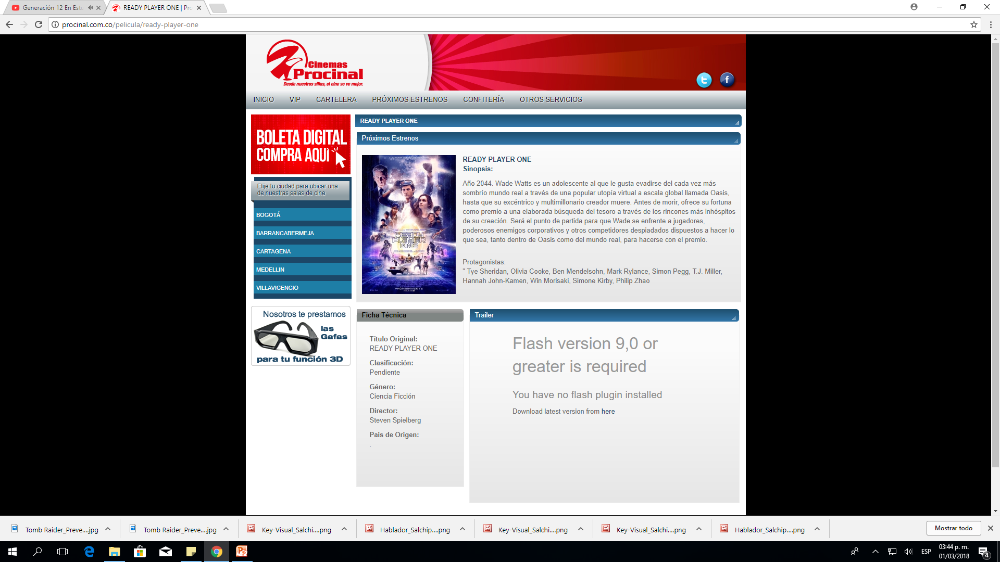 Generación 12 En Estu
READY PLAYER ONE | Pro
procinal.com.co/pelicula/ready-player-one
Cinemas
Procinal
Desde nuestras sillas, el cine se ve mejor.
INICIO VIP CARTELERA PRÓXIMOS ESTRENOS CONFITERÍA OTROS SERVICIOS
BOLETA DIGITAL
COMPRA AQUÍ
Elije tu ciudad para ubicar una
de nuestras salas de cine
BOGOTÁ
BARRANCABERMEJA
CARTAGENA
MEDELLIN
VILLAVICENCIO
Nosotros te prestamos
las
Gafas
para tu función 3D
READY PLAYER ONE
Próximos Estrenos
READY
PLAYER
ONE
PRÓXIMAMENTE
READY PLAYER ONE
Sinopsis:
Año 2044. Wade Watts es un adolescente al que le gusta evadirse del cada vez más
sombrío mundo real a través de una popular utopía virtual a escala global llamada Oasis,
hasta que su excéntrico y multimillonario creador muere. Antes de morir, ofrece su fortuna
como premio a una elaborada búsqueda del tesoro a través de los rincones más inhóspitos
de su creación. Será el punto de partida para que Wade se enfrente a jugadores,
poderosos enemigos corporativos y otros competidores despiadados dispuestos a hacer lo
que sea, tanto dentro de Oasis como del mundo real, para hacerse con el premio.
Protagonistas:
" Tye Sheridan, Olivia Cooke, Ben Mendelsohn, Mark Rylance, Simon Pegg, T.J. Miller,
Hannah John-Kamen, Win Morisaki, Simone Kirby, Philip Zhao
Ficha Técnica
Título Original:
READY PLAYER ONE
Clasificación:
Pendiente
Género:
Ciencia Ficción
Director:
Steven Spielberg
Pais de Origen:
.
Trailer
Flash version 9,0 or
greater is required
You have no flash plugin installed
Download latest version from here
Tomb Raider_Preve....jpg
Tomb Raider_Preve....jpg
Key-Visual_Salchi....png
Hablador_Salchip....png
Key-Visual_Salchi....png
Key-Visual_Salchi....png
Hablador_Salchip....png
Mostrar todo
ESP
03:44 p. m.
01/03/2018
4